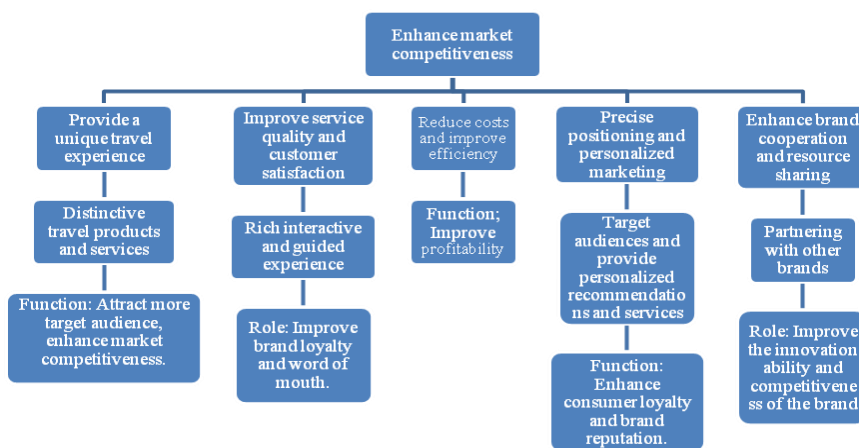 Enhance market
competitiveness
Provide a
unique travel
experience
Improve service
quality and
customer
satisfaction
Reduce costs
and improve
efficiency
Precise
positioning and
personalized
marketing
Enhance brand
cooperation
and resource
sharing
Distinctive
travel products
and services
Rich interactive
and guided
experience
Function;
Improve
profitability
Target
audiences and
provide
personalized
recommendatio
ns and services
Partnering
with other
brands
Function: Attract more
target audience,
enhance market
competitiveness.
Role: Improve
brand loyalty
and word of
mouth.
Function:
Enhance
consumer loyalty
and brand
reputation.
Role: Improve
the innovation
ability and
competitivene
ss of the brand